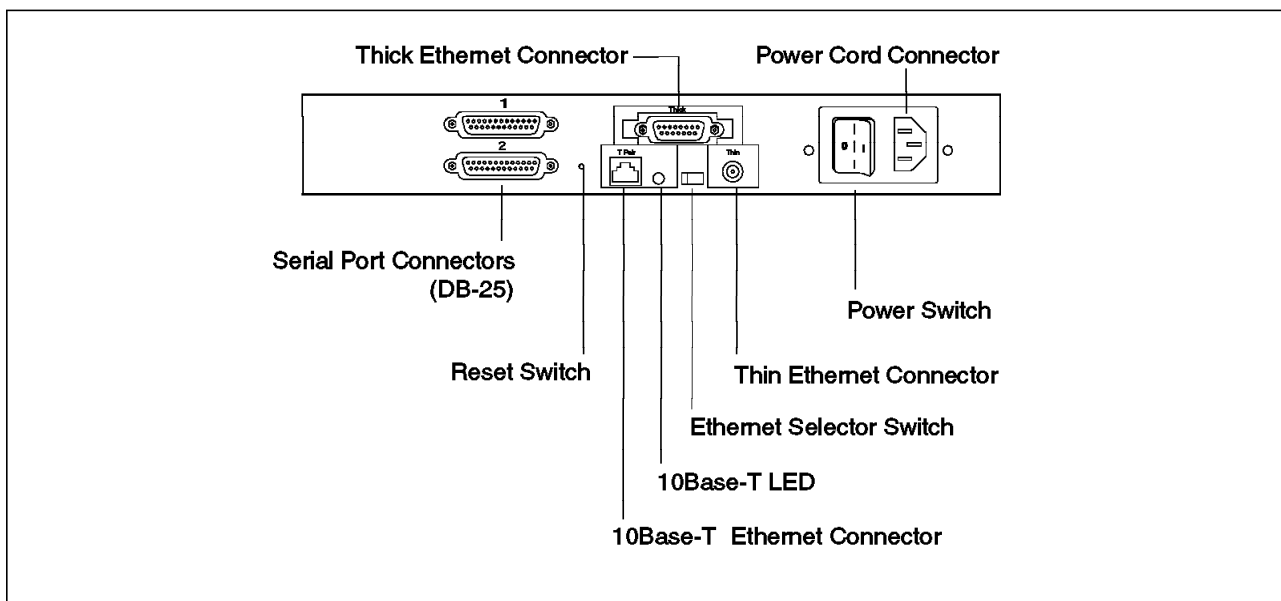 Thick Ethernet Connector
Power Cord Connector
1
Thick
2
T Pair
Thin
Serial Port Connectors
(DB-25)
Power Switch
Reset Switch
Thin Ethernet Connector
Ethernet Selector Switch
10Base-T LED
10Base-T Ethernet Connector